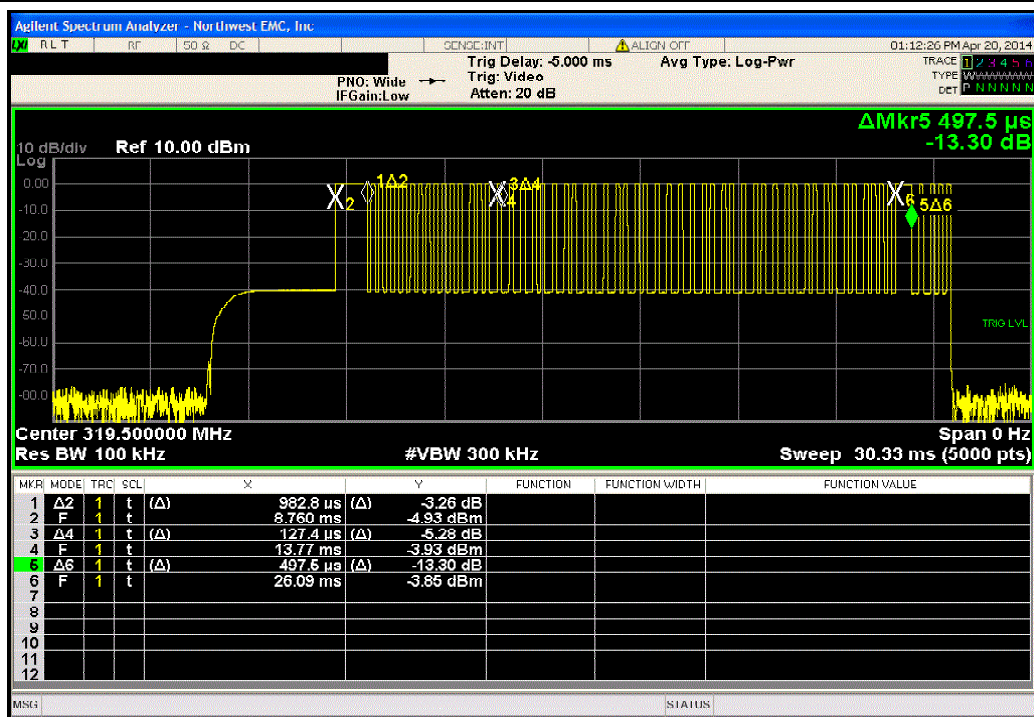 Agilent Spectrum Analyzer - Northwest EMC, Inc
LXI RLT RF 50 Ω DC SENSE:INT ALIGN OFF 01:12:26 PM Apr 20, 2014
Trig Delay: -5.000 ms Avg Type: Log-Pwr TRACE 1 2 3 4 5 6
PNO: Wide Trig: Video TYPE WWWWWW
IFGain:Low Atten: 20 dB DET P N N N N N
ΔMkr5 497.5 µs
-13.30 dB
10 dB/div Ref 10.00 dBm
Log
0.00
-10.0
-20.0
-30.0
-40.0
-50.0
-60.0
-70.0
-80.0
2 1Δ2 4 3Δ4 6 5Δ6
TRIG LVL
Center 319.500000 MHz Span 0 Hz
Res BW 100 kHz #VBW 300 kHz Sweep 30.33 ms (5000 pts)
MKR MODE TRC SCL X Y FUNCTION FUNCTION WIDTH FUNCTION VALUE
1 Δ2 1 t (Δ) 982.8 µs (Δ) -3.26 dB
2 F 1 t 8.760 ms -4.93 dBm
3 Δ4 1 t (Δ) 127.4 µs (Δ) -5.28 dB
4 F 1 t 13.77 ms -3.93 dBm
5 Δ6 1 t (Δ) 497.5 µs (Δ) -13.30 dB
6 F 1 t 26.09 ms -3.85 dBm
7
8
9
10
11
12
MSG STATUS